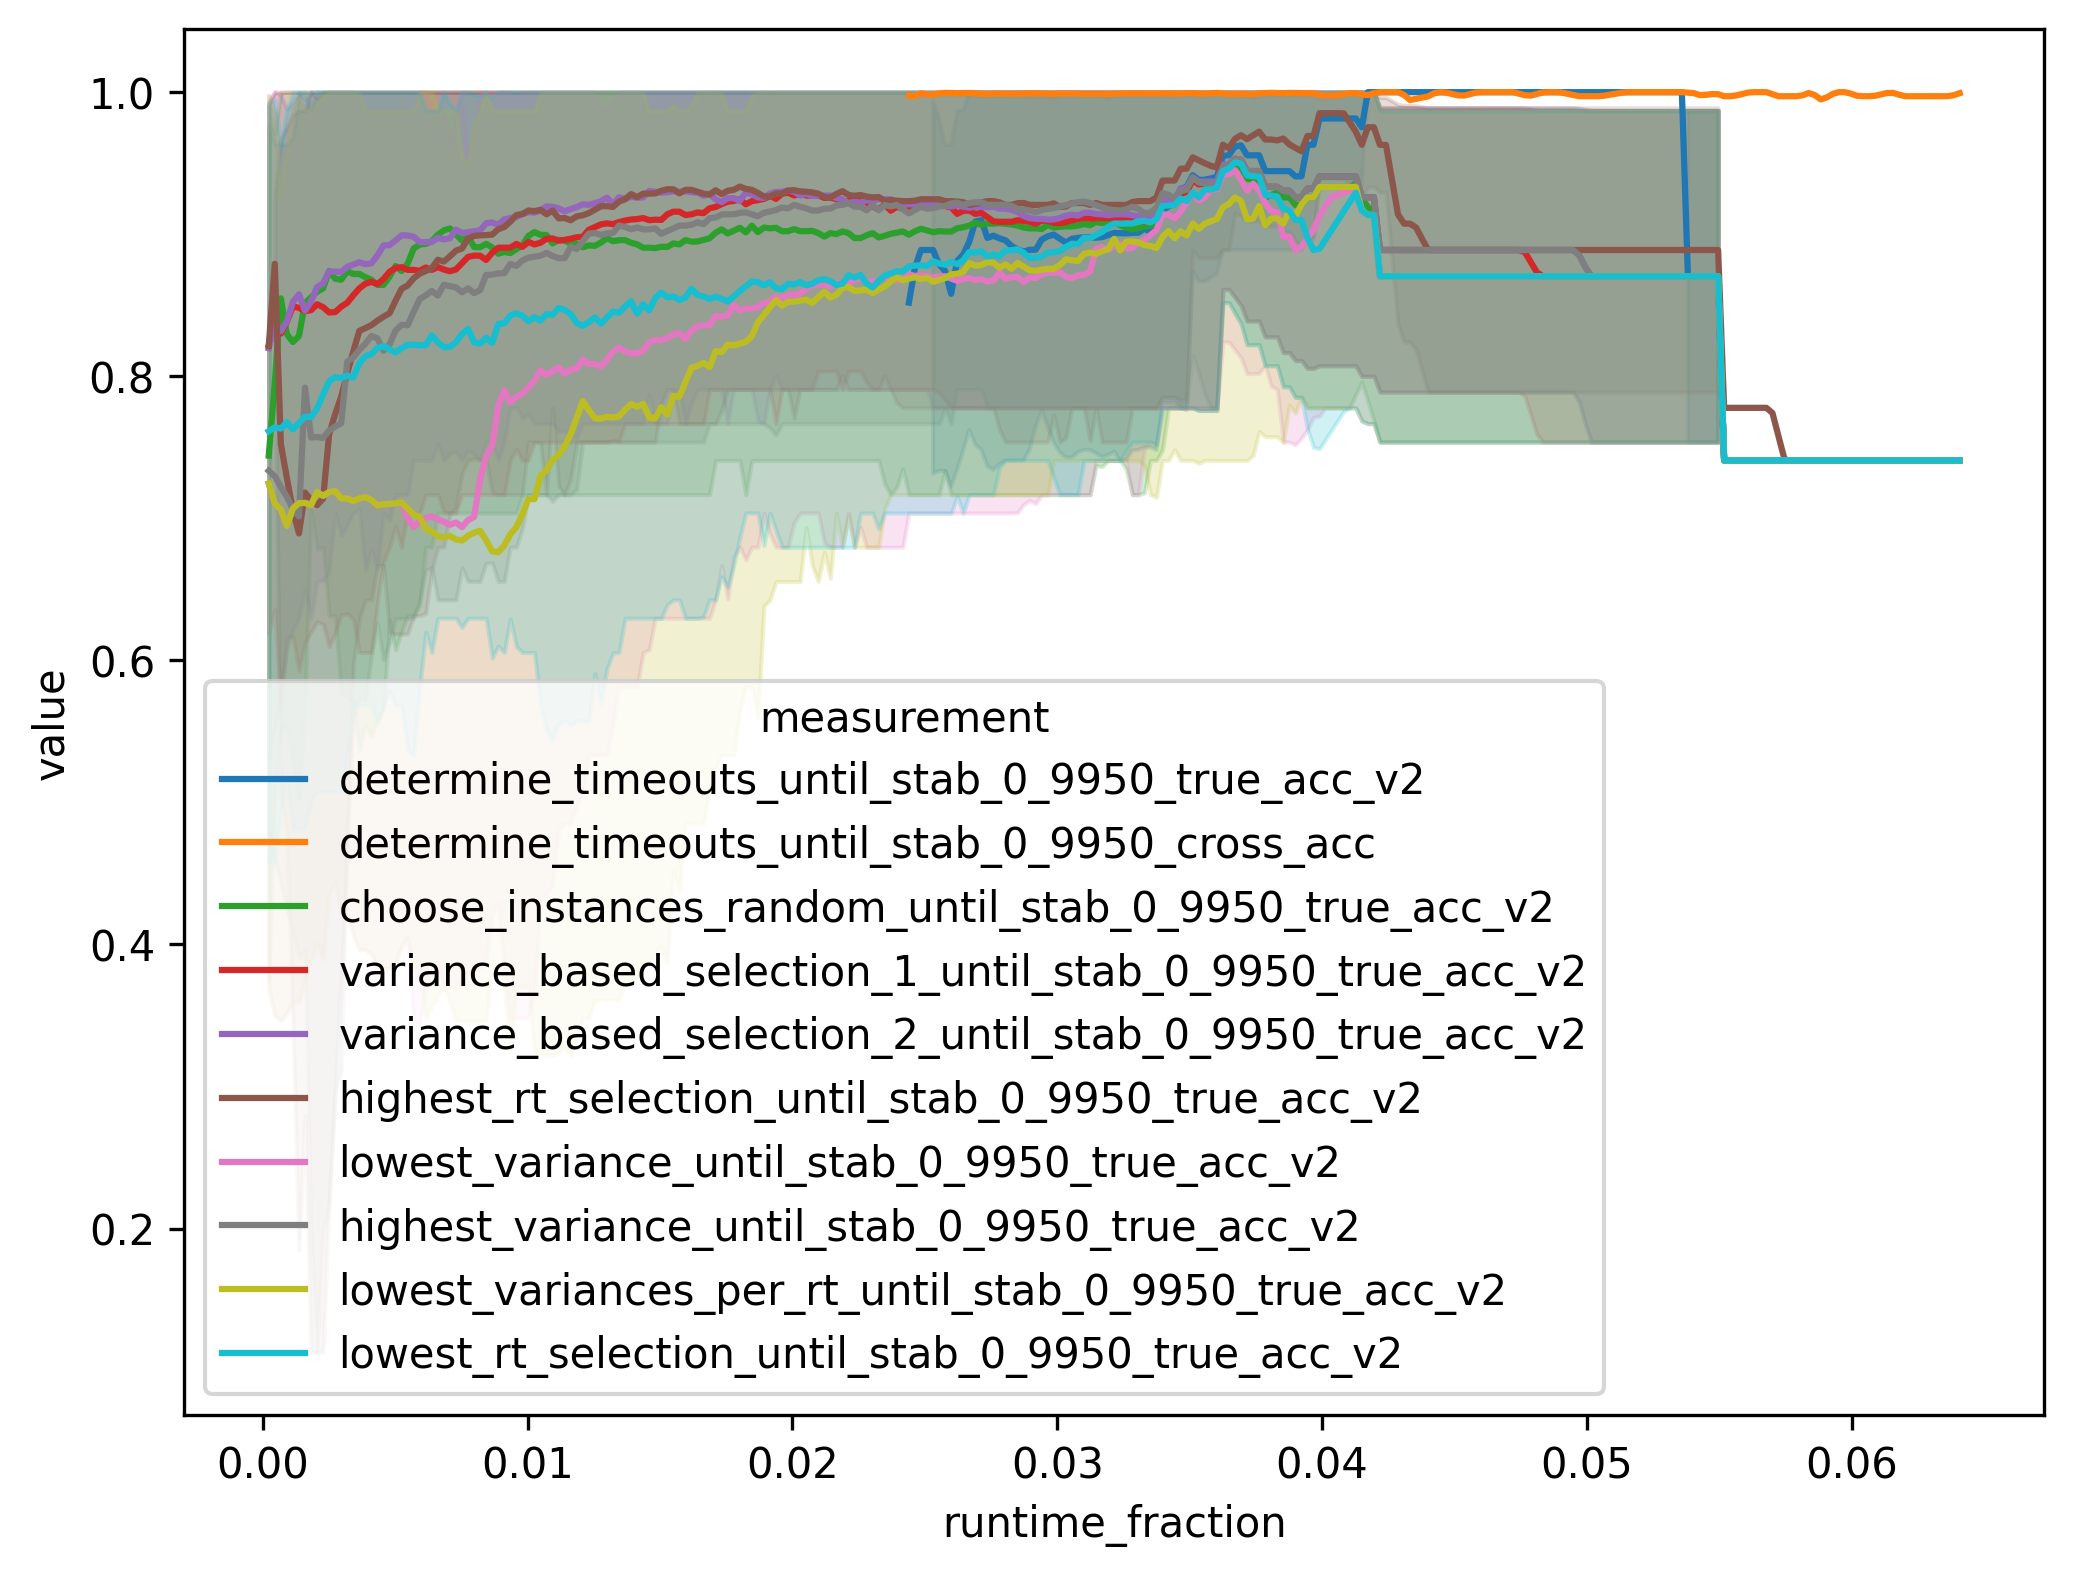 1.0
0.8
0.6
0.4
0.2
value
measurement
determine_timeouts_until_stab_0_9950_true_acc_v2
determine_timeouts_until_stab_0_9950_cross_acc
choose_instances_random_until_stab_0_9950_true_acc_v2
variance_based_selection_1_until_stab_0_9950_true_acc_v2
variance_based_selection_2_until_stab_0_9950_true_acc_v2
highest_rt_selection_until_stab_0_9950_true_acc_v2
lowest_variance_until_stab_0_9950_true_acc_v2
highest_variance_until_stab_0_9950_true_acc_v2
lowest_variances_per_rt_until_stab_0_9950_true_acc_v2
lowest_rt_selection_until_stab_0_9950_true_acc_v2
0.00 0.01 0.02 0.03 0.04 0.05 0.06
runtime_fraction